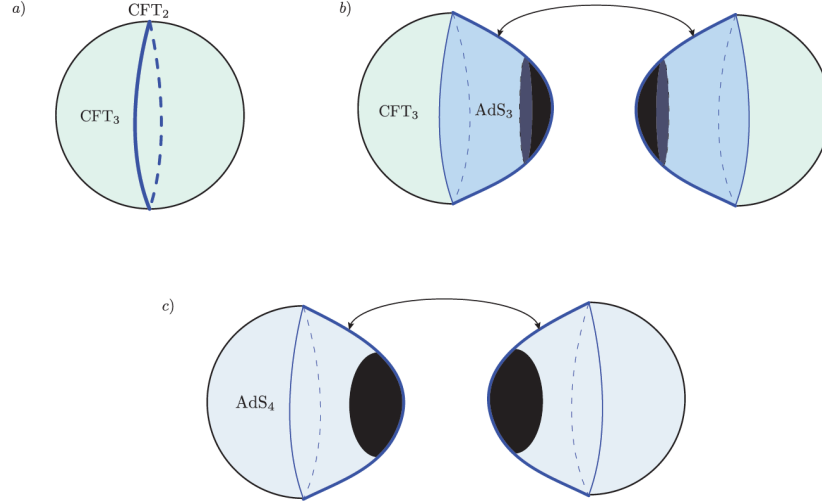 a)
CFT₂
CFT₃
b)
CFT₃
AdS₃
c)
AdS₄